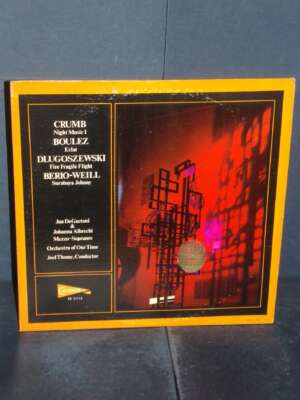 CRUMB
Night Music I
BOULEZ
Eclat
DLUGOSZEWSKI
Fire Fragile Flight
BERIO-WEILL
Surabaya Johnny
Jan DeGaetani
&
Johanna Albrecht
Mezzo-Sopranos
Orchestra of Our Time
Joel Thome, Conductor